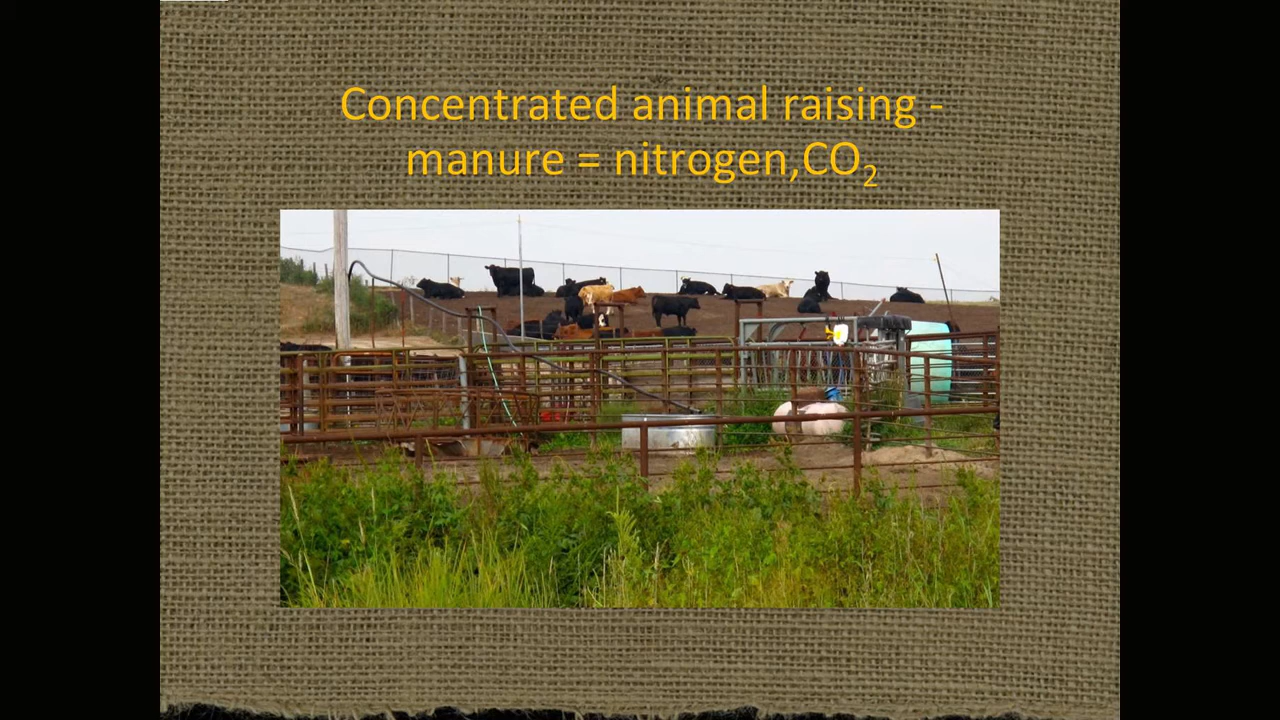 Concentrated animal raising -
manure = nitrogen,CO₂